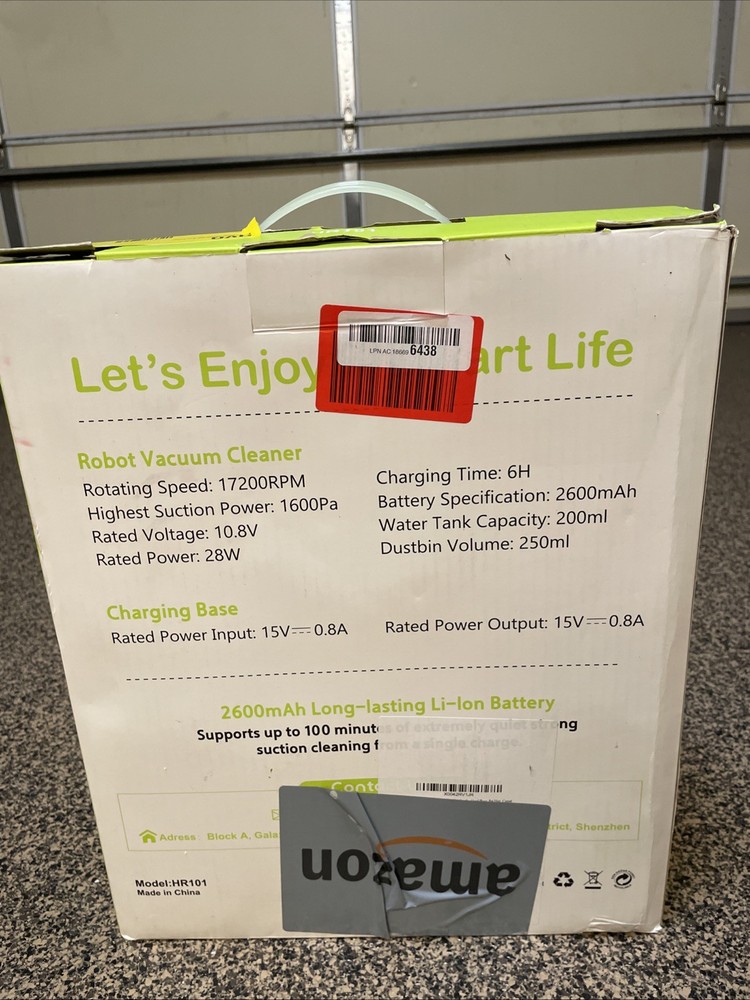 Let's Enjoy
art Life
LPN AC 18669 6438
Robot Vacuum Cleaner
Rotating Speed: 17200RPM
Highest Suction Power: 1600Pa
Rated Voltage: 10.8V
Rated Power: 28W
Charging Time: 6H
Battery Specification: 2600mAh
Water Tank Capacity: 200ml
Dustbin Volume: 250ml
Charging Base
Rated Power Input: 15V⎓0.8A
Rated Power Output: 15V⎓0.8A
2600mAh Long-lasting Li-Ion Battery
Supports up to 100 minutes of extremely quiet strong
suction cleaning from a single charge.
Conta
Adress : Block A, Gala
trict, Shenzhen
amazon
Model:HR101
Made in China